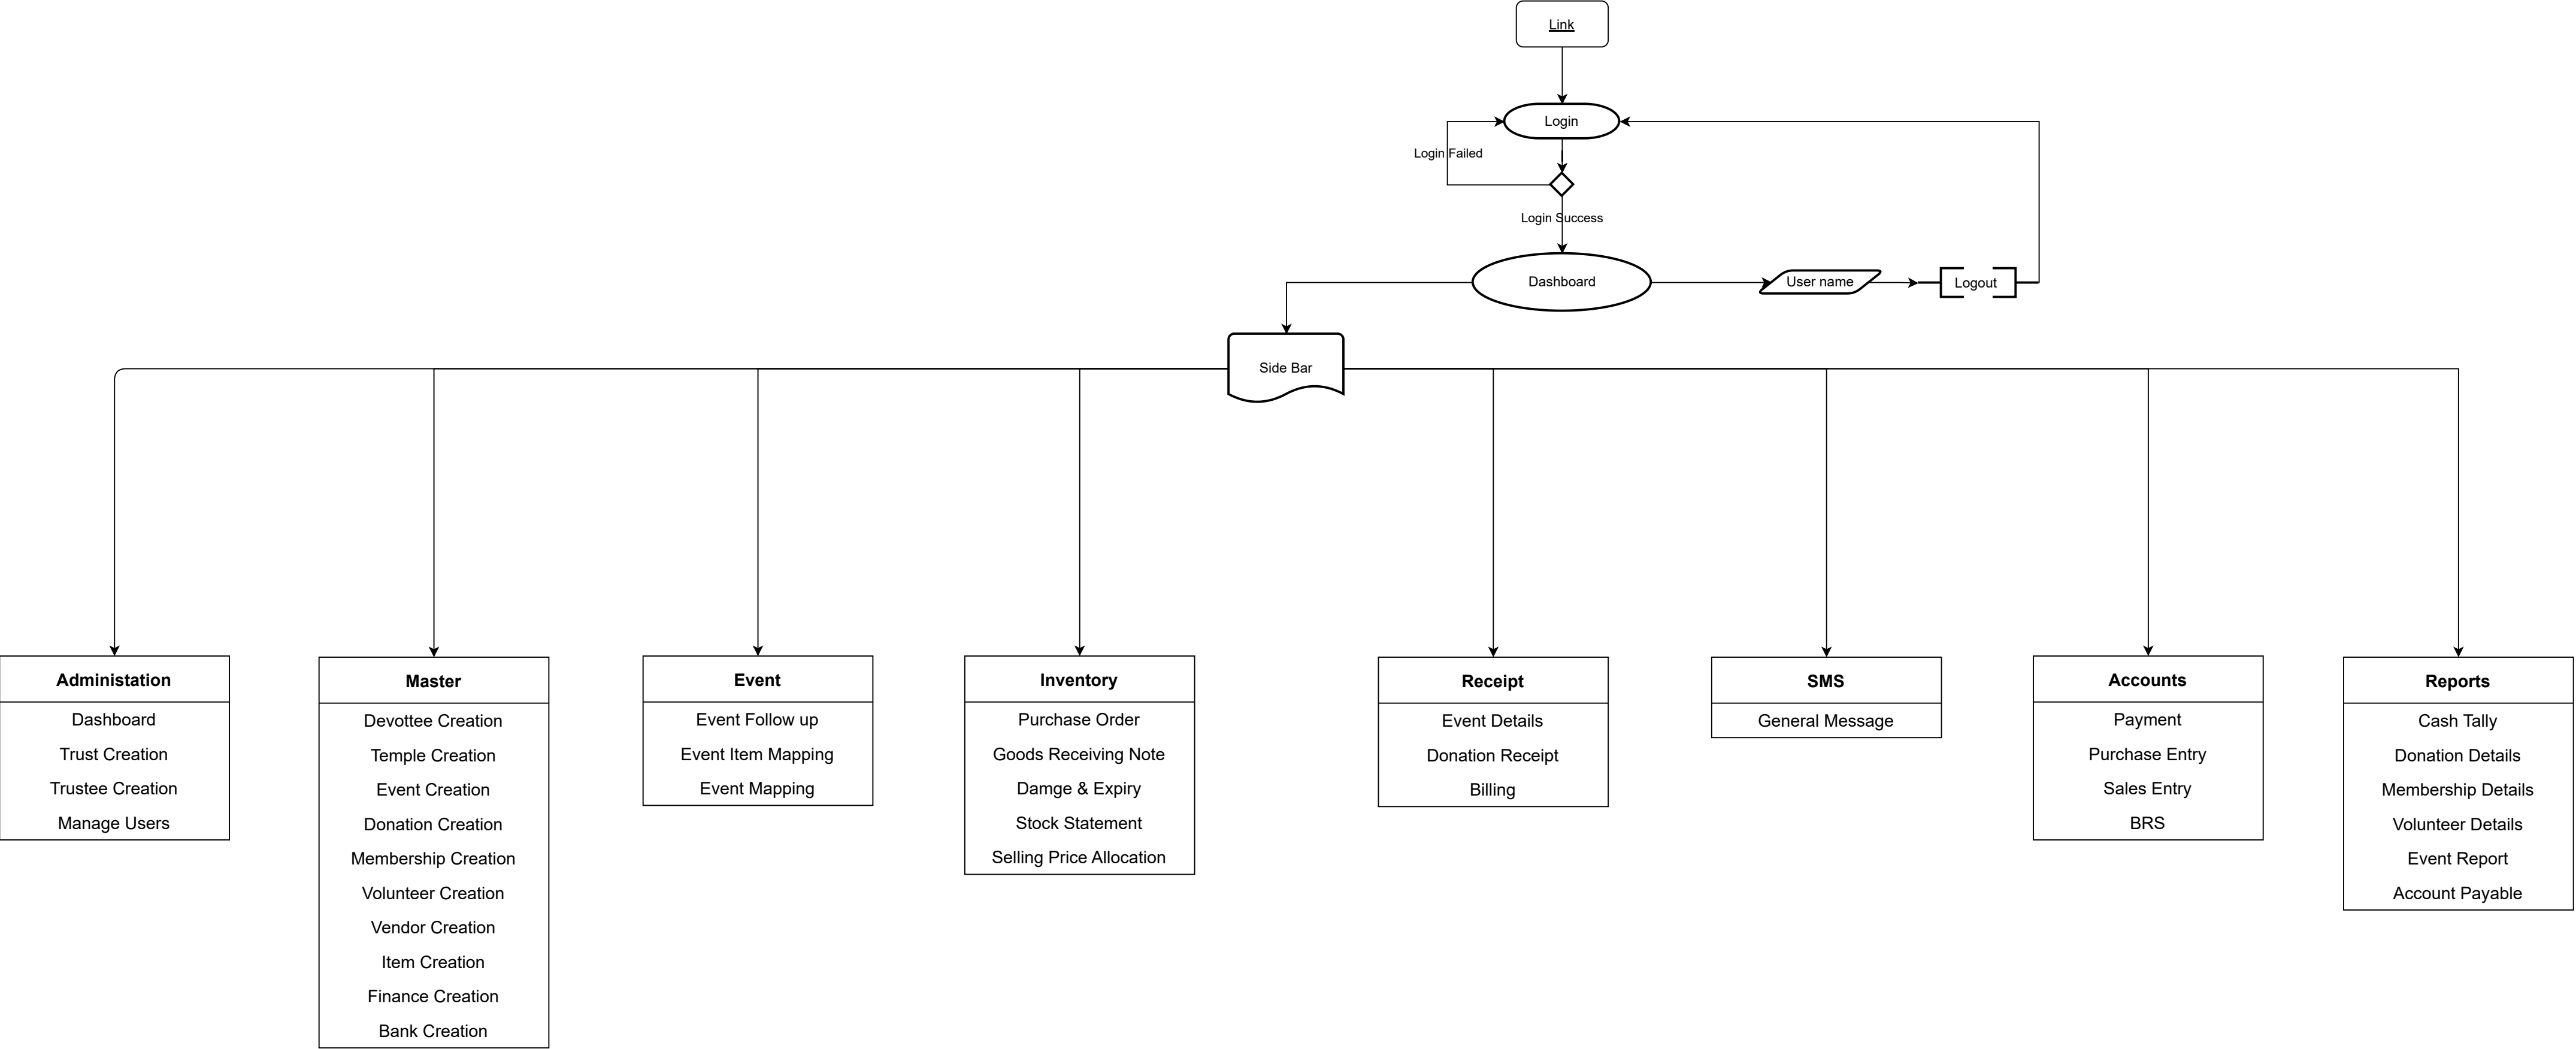 Link
Login
Login Failed
Login Success
Dashboard
User name
Logout
Side Bar
Administation
Dashboard
Trust Creation
Trustee Creation
Manage Users
Master
Devottee Creation
Temple Creation
Event Creation
Donation Creation
Membership Creation
Volunteer Creation
Vendor Creation
Item Creation
Finance Creation
Bank Creation
Event
Event Follow up
Event Item Mapping
Event Mapping
Inventory
Purchase Order
Goods Receiving Note
Damge & Expiry
Stock Statement
Selling Price Allocation
Receipt
Event Details
Donation Receipt
Billing
SMS
General Message
Accounts
Payment
Purchase Entry
Sales Entry
BRS
Reports
Cash Tally
Donation Details
Membership Details
Volunteer Details
Event Report
Account Payable